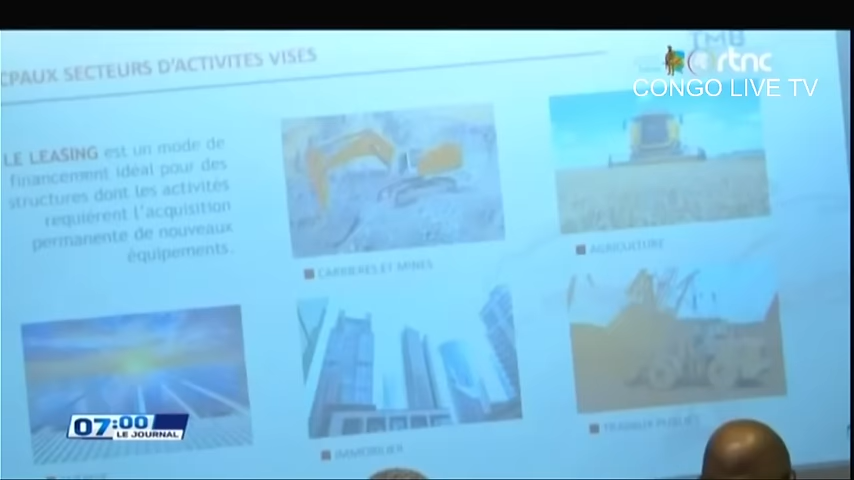 CPAUX SECTEURS D'ACTIVITES VISES
TMB
rtnc
CONGO LIVE TV
LE LEASING est un mode de
financement idéal pour des
structures dont les activités
requièrent l'acquisition
permanente de nouveaux
équipements.
CARRIERES ET MINES
AGRICULTURE
IMMOBILIER
TRAVAUX PUBLICS
07:00
LE JOURNAL